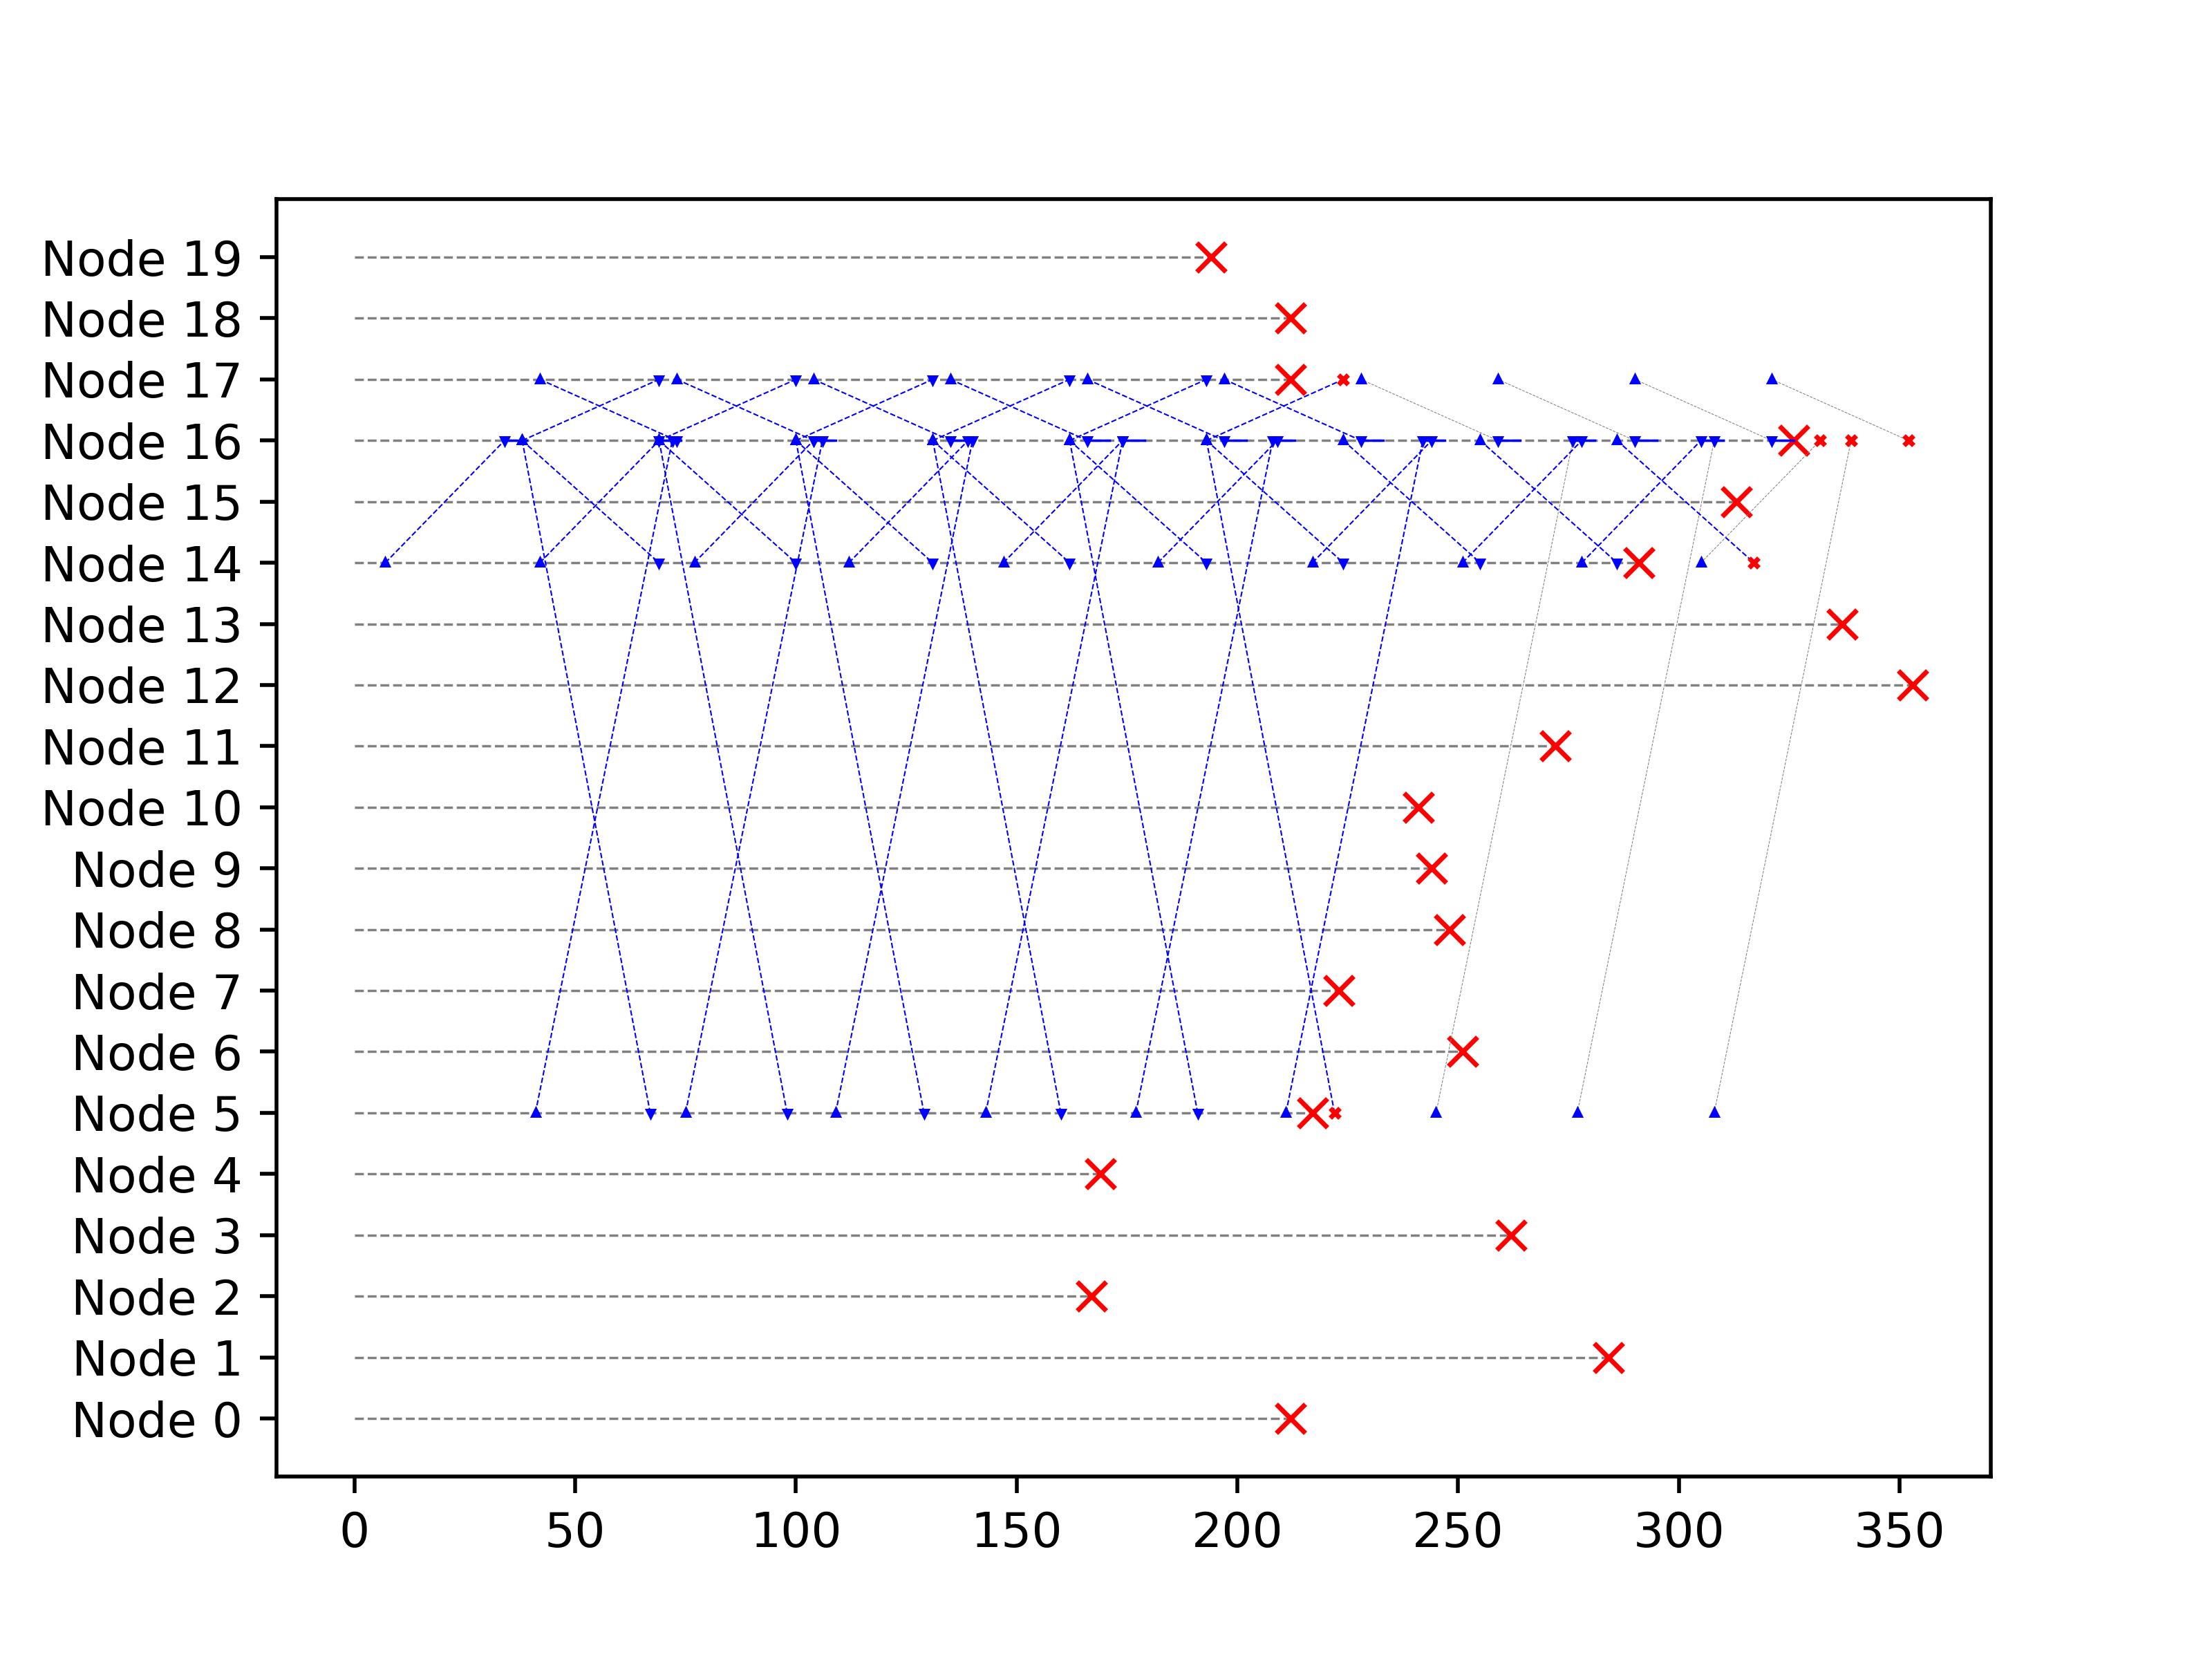 Node 19
Node 18
Node 17
Node 16
Node 15
Node 14
Node 13
Node 12
Node 11
Node 10
Node 9
Node 8
Node 7
Node 6
Node 5
Node 4
Node 3
Node 2
Node 1
Node 0
0 50 100 150 200 250 300 350